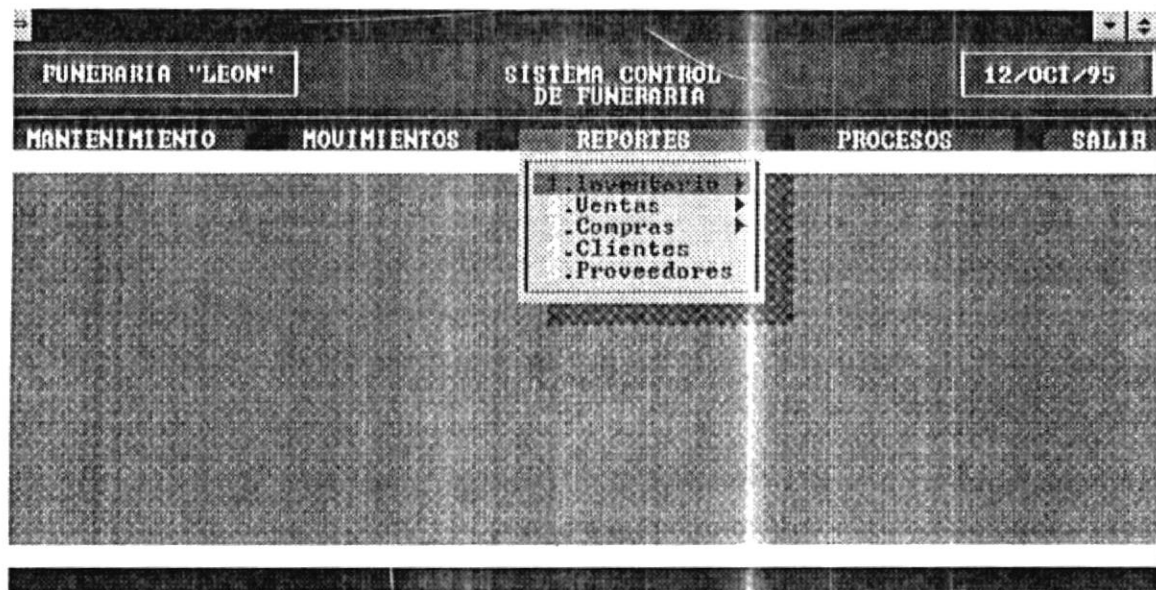 FUNERARIA "LEON"
SISTEMA CONTROL
DE FUNERARIA
12/OCT/95
MANTENIMIENTO MOVIMIENTOS REPORTES PROCESOS SALIR
1.Inventario
.Ventas
.Compras
.Clientes
.Proveedores